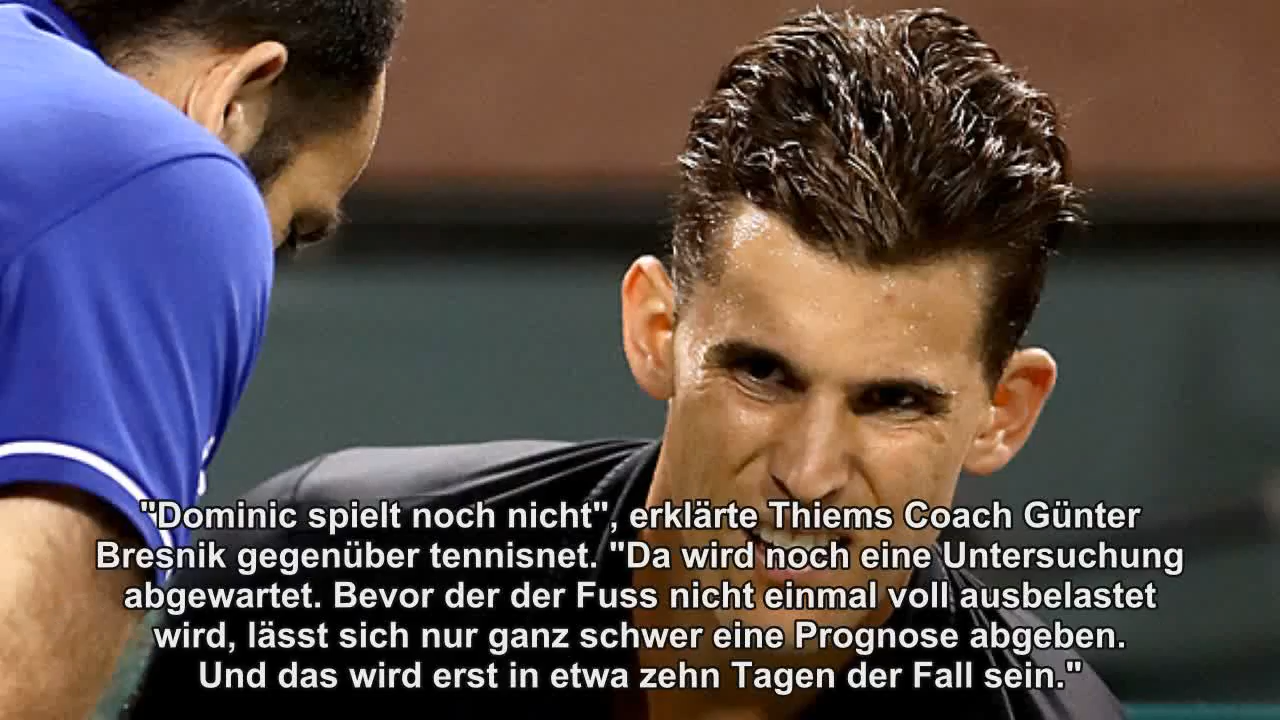 "Dominic spielt noch nicht", erklärte Thiems Coach Günter
Bresnik gegenüber tennisnet. "Da wird noch eine Untersuchung
abgewartet. Bevor der der Fuss nicht einmal voll ausbelastet
wird, lässt sich nur ganz schwer eine Prognose abgeben.
Und das wird erst in etwa zehn Tagen der Fall sein."